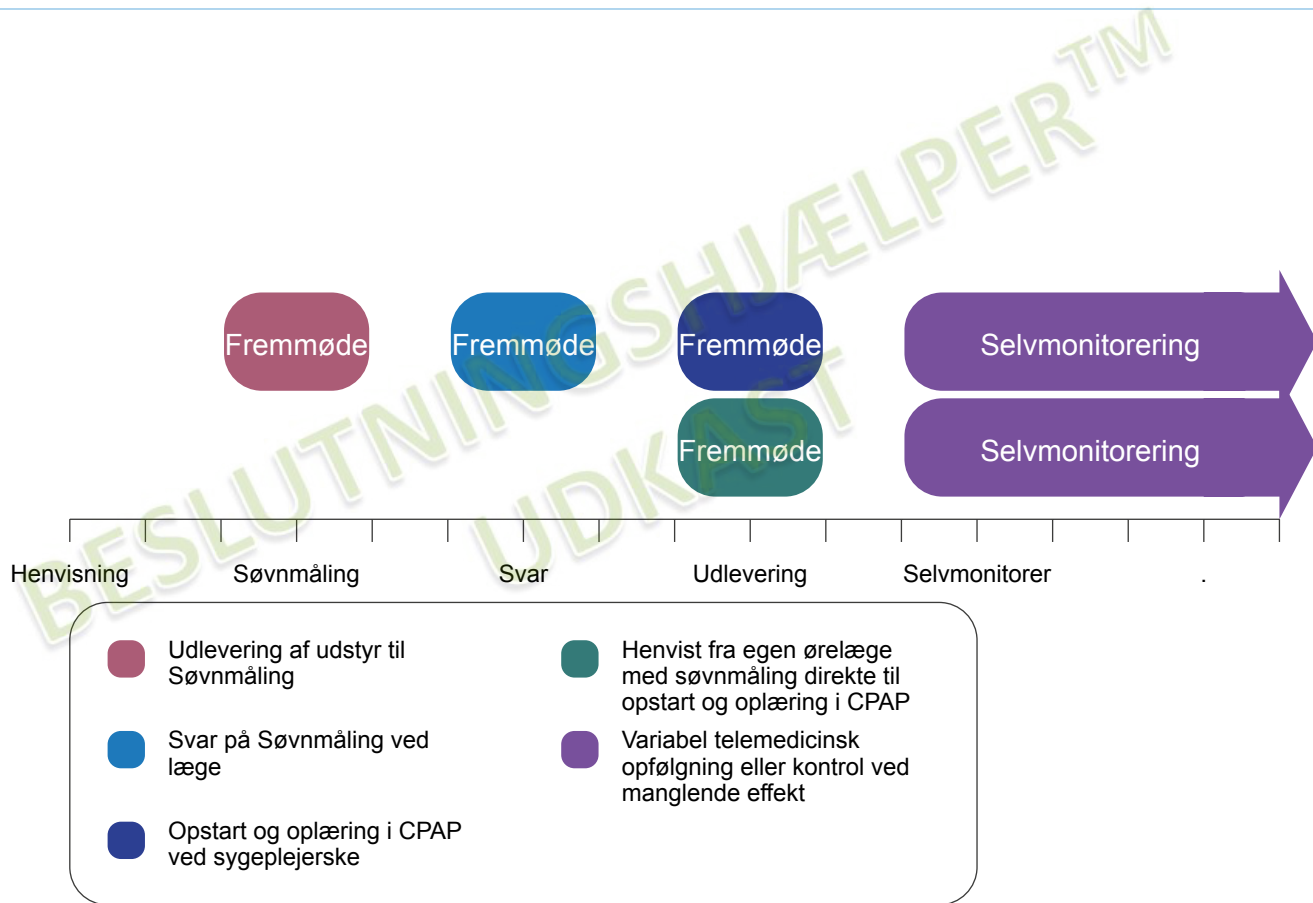 BESLUTNINGSHJÆLPER™
UDKAST
Fremmøde
Fremmøde
Fremmøde
Selvmonitorering
Fremmøde
Selvmonitorering
Henvisning
Søvnmåling
Svar
Udlevering
Selvmonitorer
.
Udlevering af udstyr til
Søvnmåling
Svar på Søvnmåling ved
læge
Opstart og oplæring i CPAP
ved sygeplejerske
Henvist fra egen ørelæge
med søvnmåling direkte til
opstart og oplæring i CPAP
Variabel telemedicinsk
opfølgning eller kontrol ved
manglende effekt